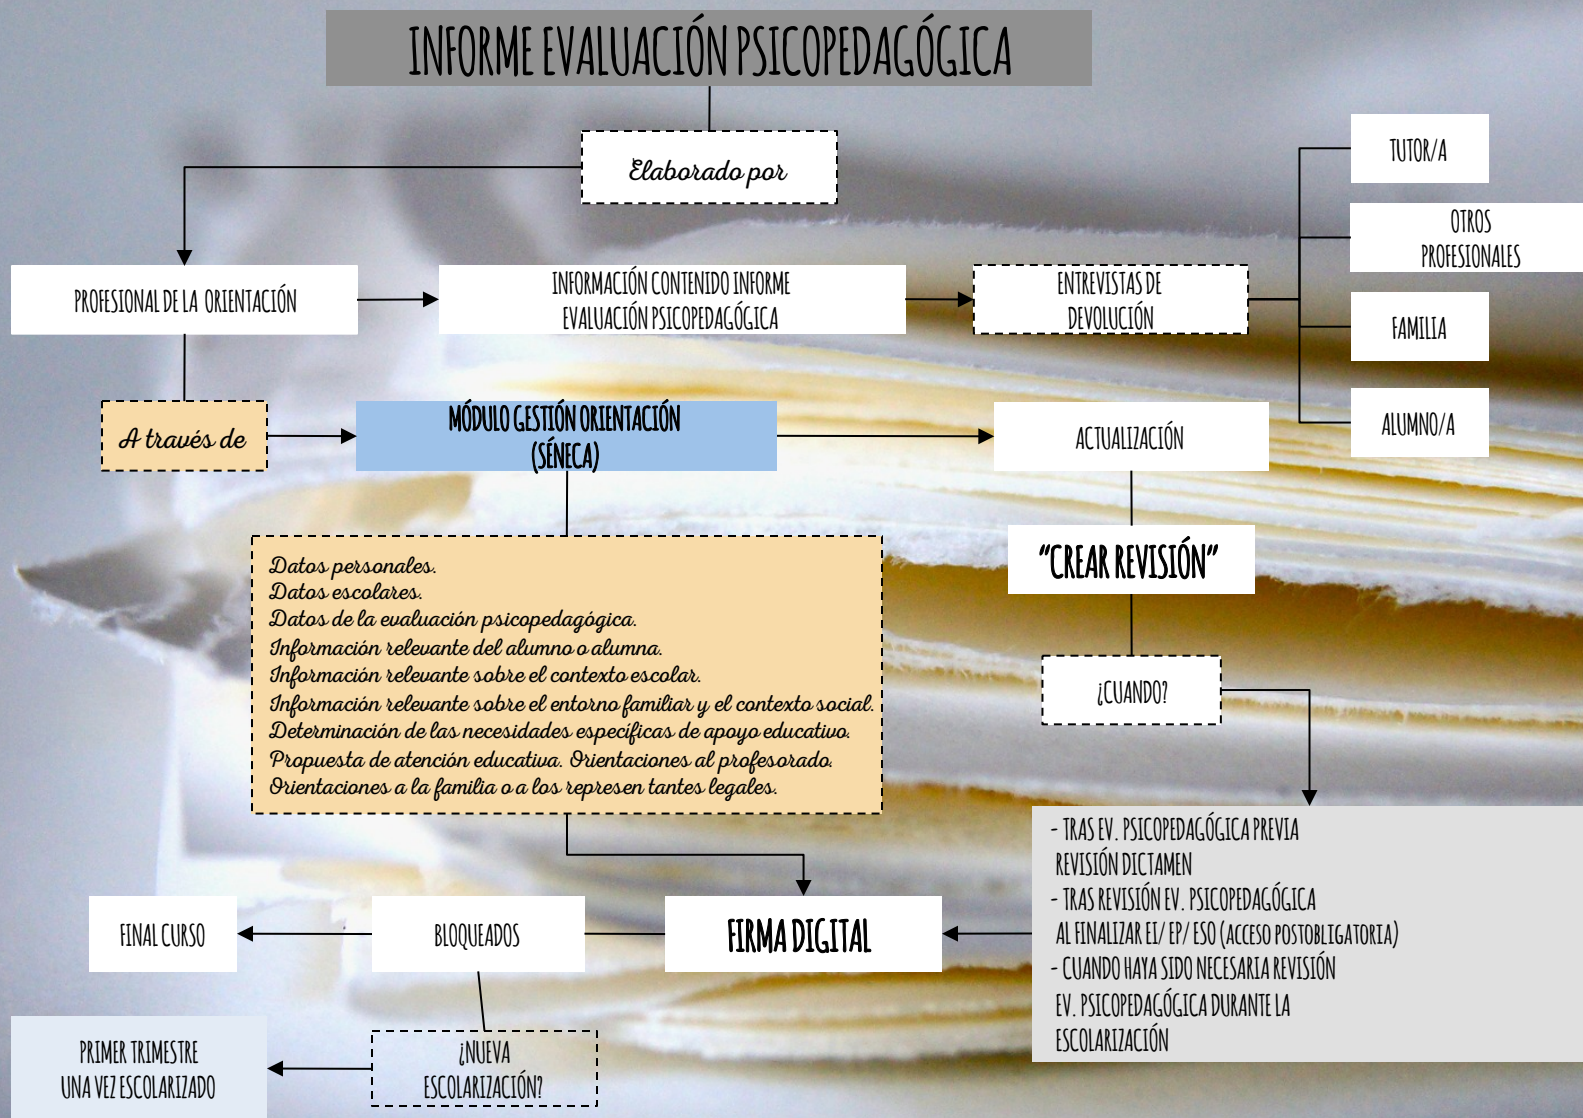 INFORME EVALUACIÓN PSICOPEDAGÓGICA
Elaborado por
TUTOR/A
OTROS
PROFESIONALES
FAMILIA
ALUMNO/A
PROFESIONAL DE LA ORIENTACIÓN
INFORMACIÓN CONTENIDO INFORME
EVALUACIÓN PSICOPEDAGÓGICA
ENTREVISTAS DE
DEVOLUCIÓN
A través de
MÓDULO GESTIÓN ORIENTACIÓN
(SÉNECA)
ACTUALIZACIÓN
“CREAR REVISIÓN”
¿CUANDO?
Datos personales.
Datos escolares.
Datos de la evaluación psicopedagógica.
Información relevante del alumno o alumna.
Información relevante sobre el contexto escolar.
Información relevante sobre el entorno familiar y el contexto social.
Determinación de las necesidades específicas de apoyo educativo.
Propuesta de atención educativa. Orientaciones al profesorado.
Orientaciones a la familia o a los represen tantes legales.
- TRAS EV. PSICOPEDAGÓGICA PREVIA
REVISIÓN DICTAMEN
- TRAS REVISIÓN EV. PSICOPEDAGÓGICA
AL FINALIZAR EI/ EP/ ESO (ACCESO POSTOBLIGATORIA)
- CUANDO HAYA SIDO NECESARIA REVISIÓN
EV. PSICOPEDAGÓGICA DURANTE LA
ESCOLARIZACIÓN
FIRMA DIGITAL
BLOQUEADOS
FINAL CURSO
¿NUEVA
ESCOLARIZACIÓN?
PRIMER TRIMESTRE
UNA VEZ ESCOLARIZADO